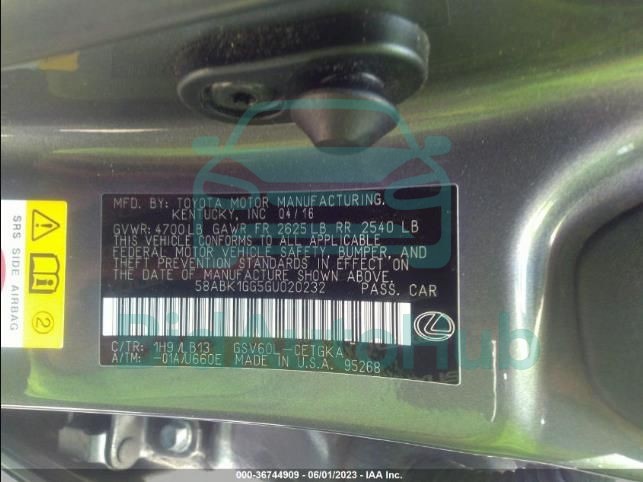 MFD. BY: TOYOTA MOTOR MANUFACTURING,
KENTUCKY, INC 04/16
GVWR: 4700LB GAWR FR 2625LB RR 2540 LB
THIS VEHICLE CONFORMS TO ALL APPLICABLE
FEDERAL MOTOR VEHICLE SAFETY, BUMPER, AND
THEFT PREVENTION STANDARDS IN EFFECT ON
THE DATE OF MANUFACTURE SHOWN ABOVE.
58ABK1GG5GU020232 PASS. CAR
C/TR: 1H9/LB13 GSV60L-CETGKA
A/TM: -01A/U660E MADE IN U.S.A. 95268
SRS SIDE AIRBAG
2
BidAutoHub
000-36744909 - 06/01/2023 - IAA Inc.